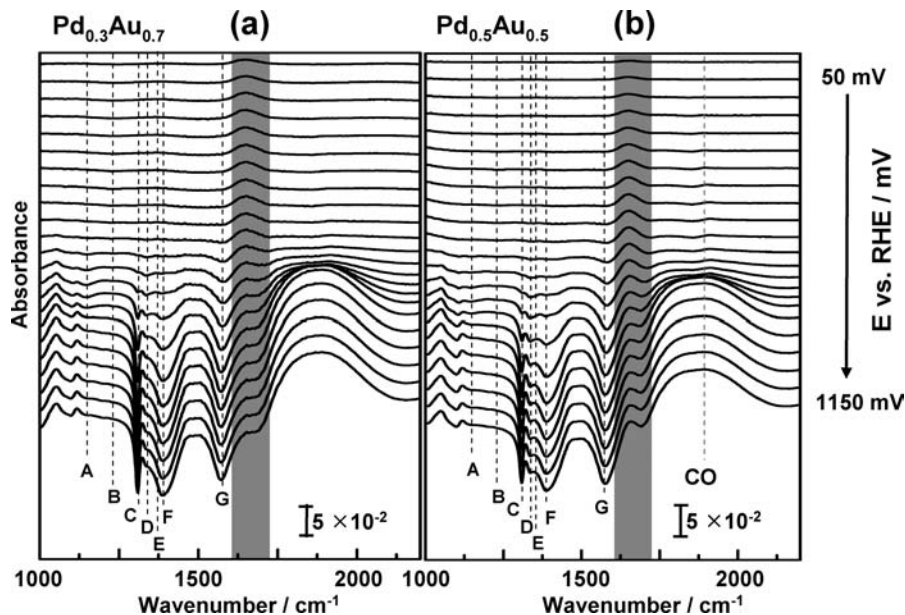 Pd0.3Au0.7 (a)
Pd0.5Au0.5 (b)
50 mV
E vs. RHE / mV
1150 mV
Absorbance
A
B
C
D
E
F
G
5 ×10-2
A
B
C
D
E
F
G
CO
5 ×10-2
1000 1500 2000 1000 1500 2000
Wavenumber / cm-1
Wavenumber / cm-1